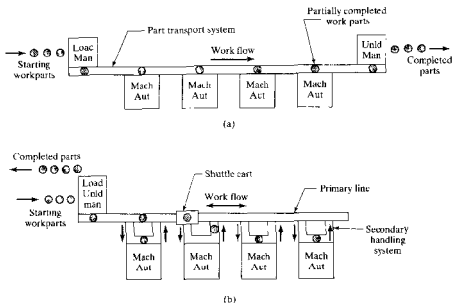 Partially completed
work parts
Load
Man
Part transport system
Work flow
Unld
Man
Starting
workparts
Completed
parts
Mach
Aut
Mach
Aut
Mach
Aut
Mach
Aut
(a)
Completed parts
Shuttle cart
Load
Unld
man
Work flow
Primary line
Starting
workparts
Secondary
handling
system
Mach
Aut
Mach
Aut
Mach
Aut
Mach
Aut
(b)